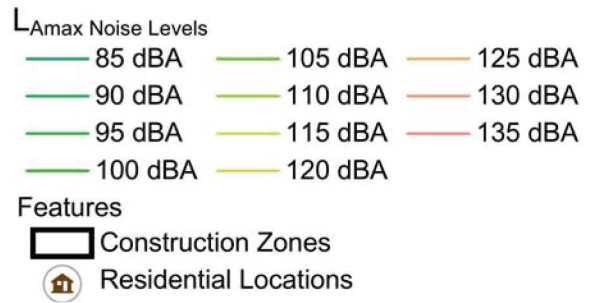 LAmax Noise Levels
85 dBA 105 dBA 125 dBA
90 dBA 110 dBA 130 dBA
95 dBA 115 dBA 135 dBA
100 dBA 120 dBA
Features
Construction Zones
Residential Locations